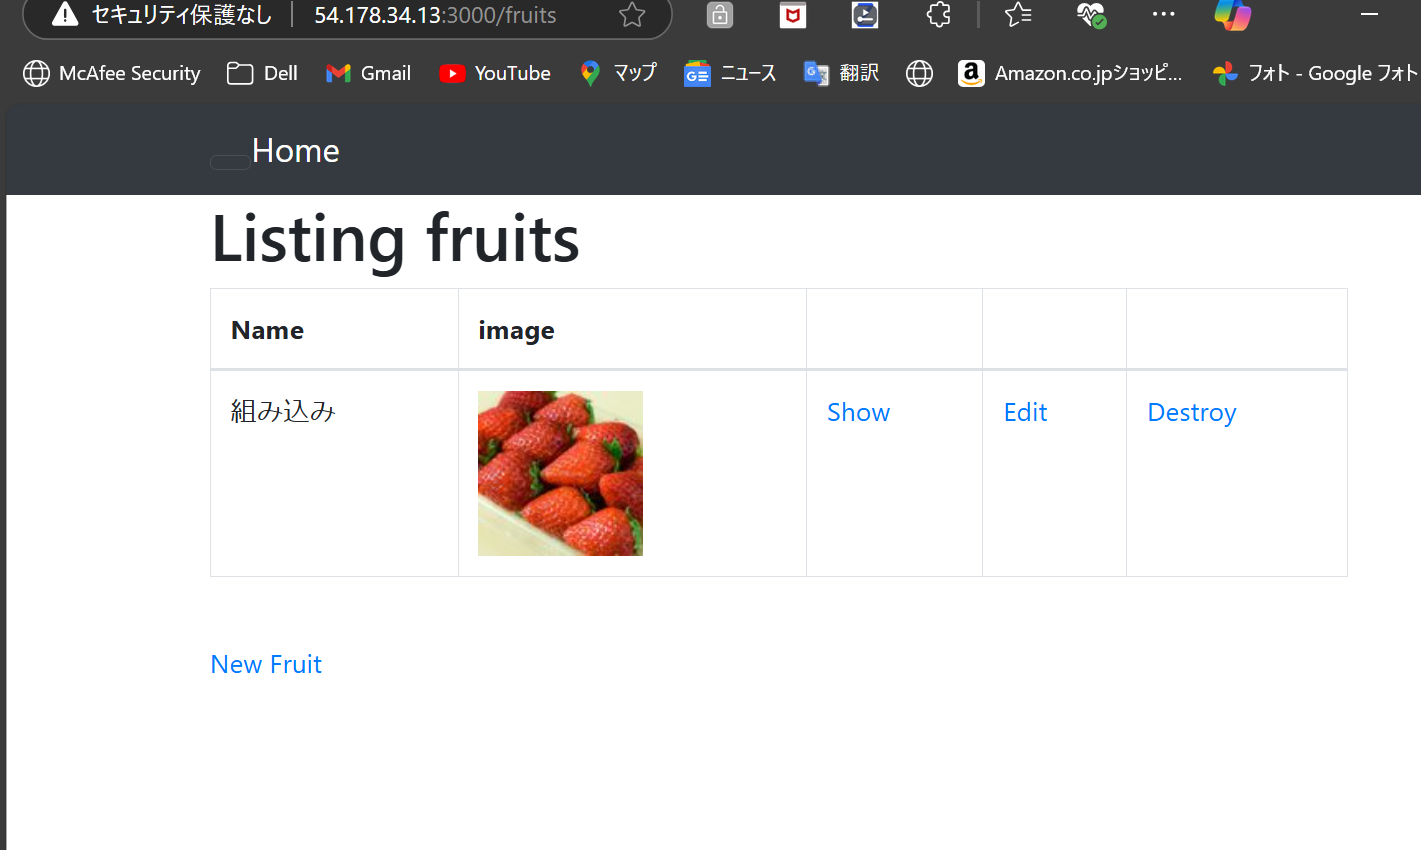 セキュリティ保護なし 54.178.34.13:3000/fruits
McAfee Security Dell Gmail YouTube マップ ニュース 翻訳 Amazon.co.jpショッピ... フォト - Google フォト
Home
Listing fruits
Name image
組み込み Show Edit Destroy
New Fruit